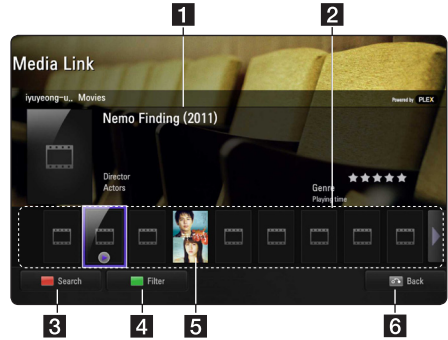 1 2
Media Link
iyuyeong-u,, Movies Powered by PLEX
Nemo Finding (2011)
Director
Actors
Genre
Playing time
Search Filter Back
3 4 5 6